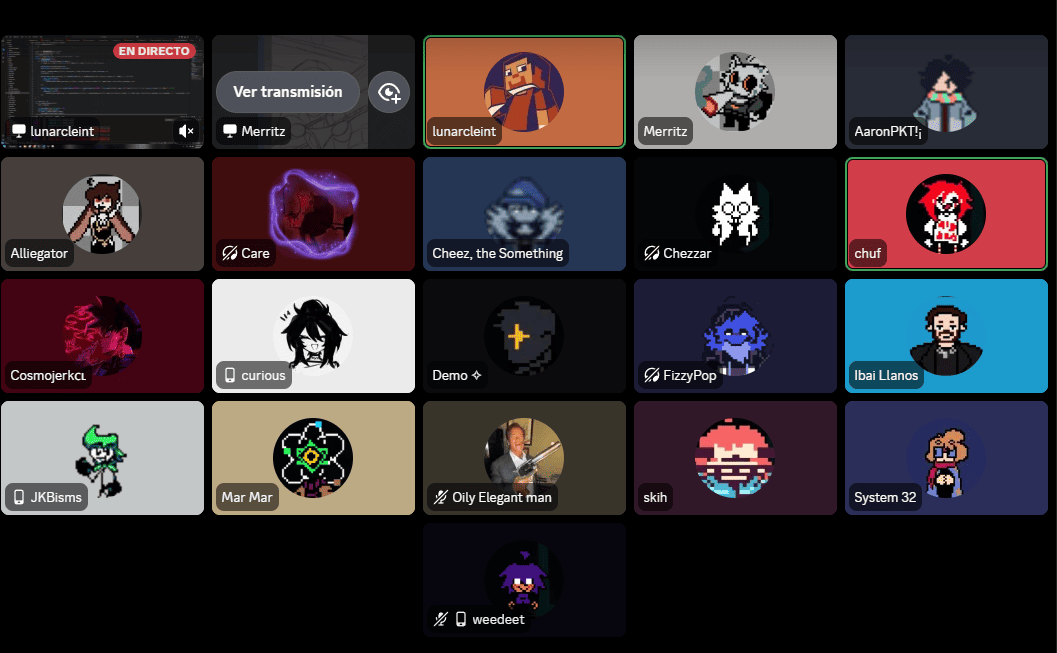 EN DIRECTO
lunarcleint
Ver transmisión
Merritz
lunarcleint
Merritz
AaronPKT!¡
Alliegator
Care
Cheez, the Something
Chezzar
chuf
Cosmojerkcɩ
curious
Demo ✧
FizzyPop
Ibai Llanos
JKBisms
Mar Mar
Oily Elegant man
skih
System 32
weedeet